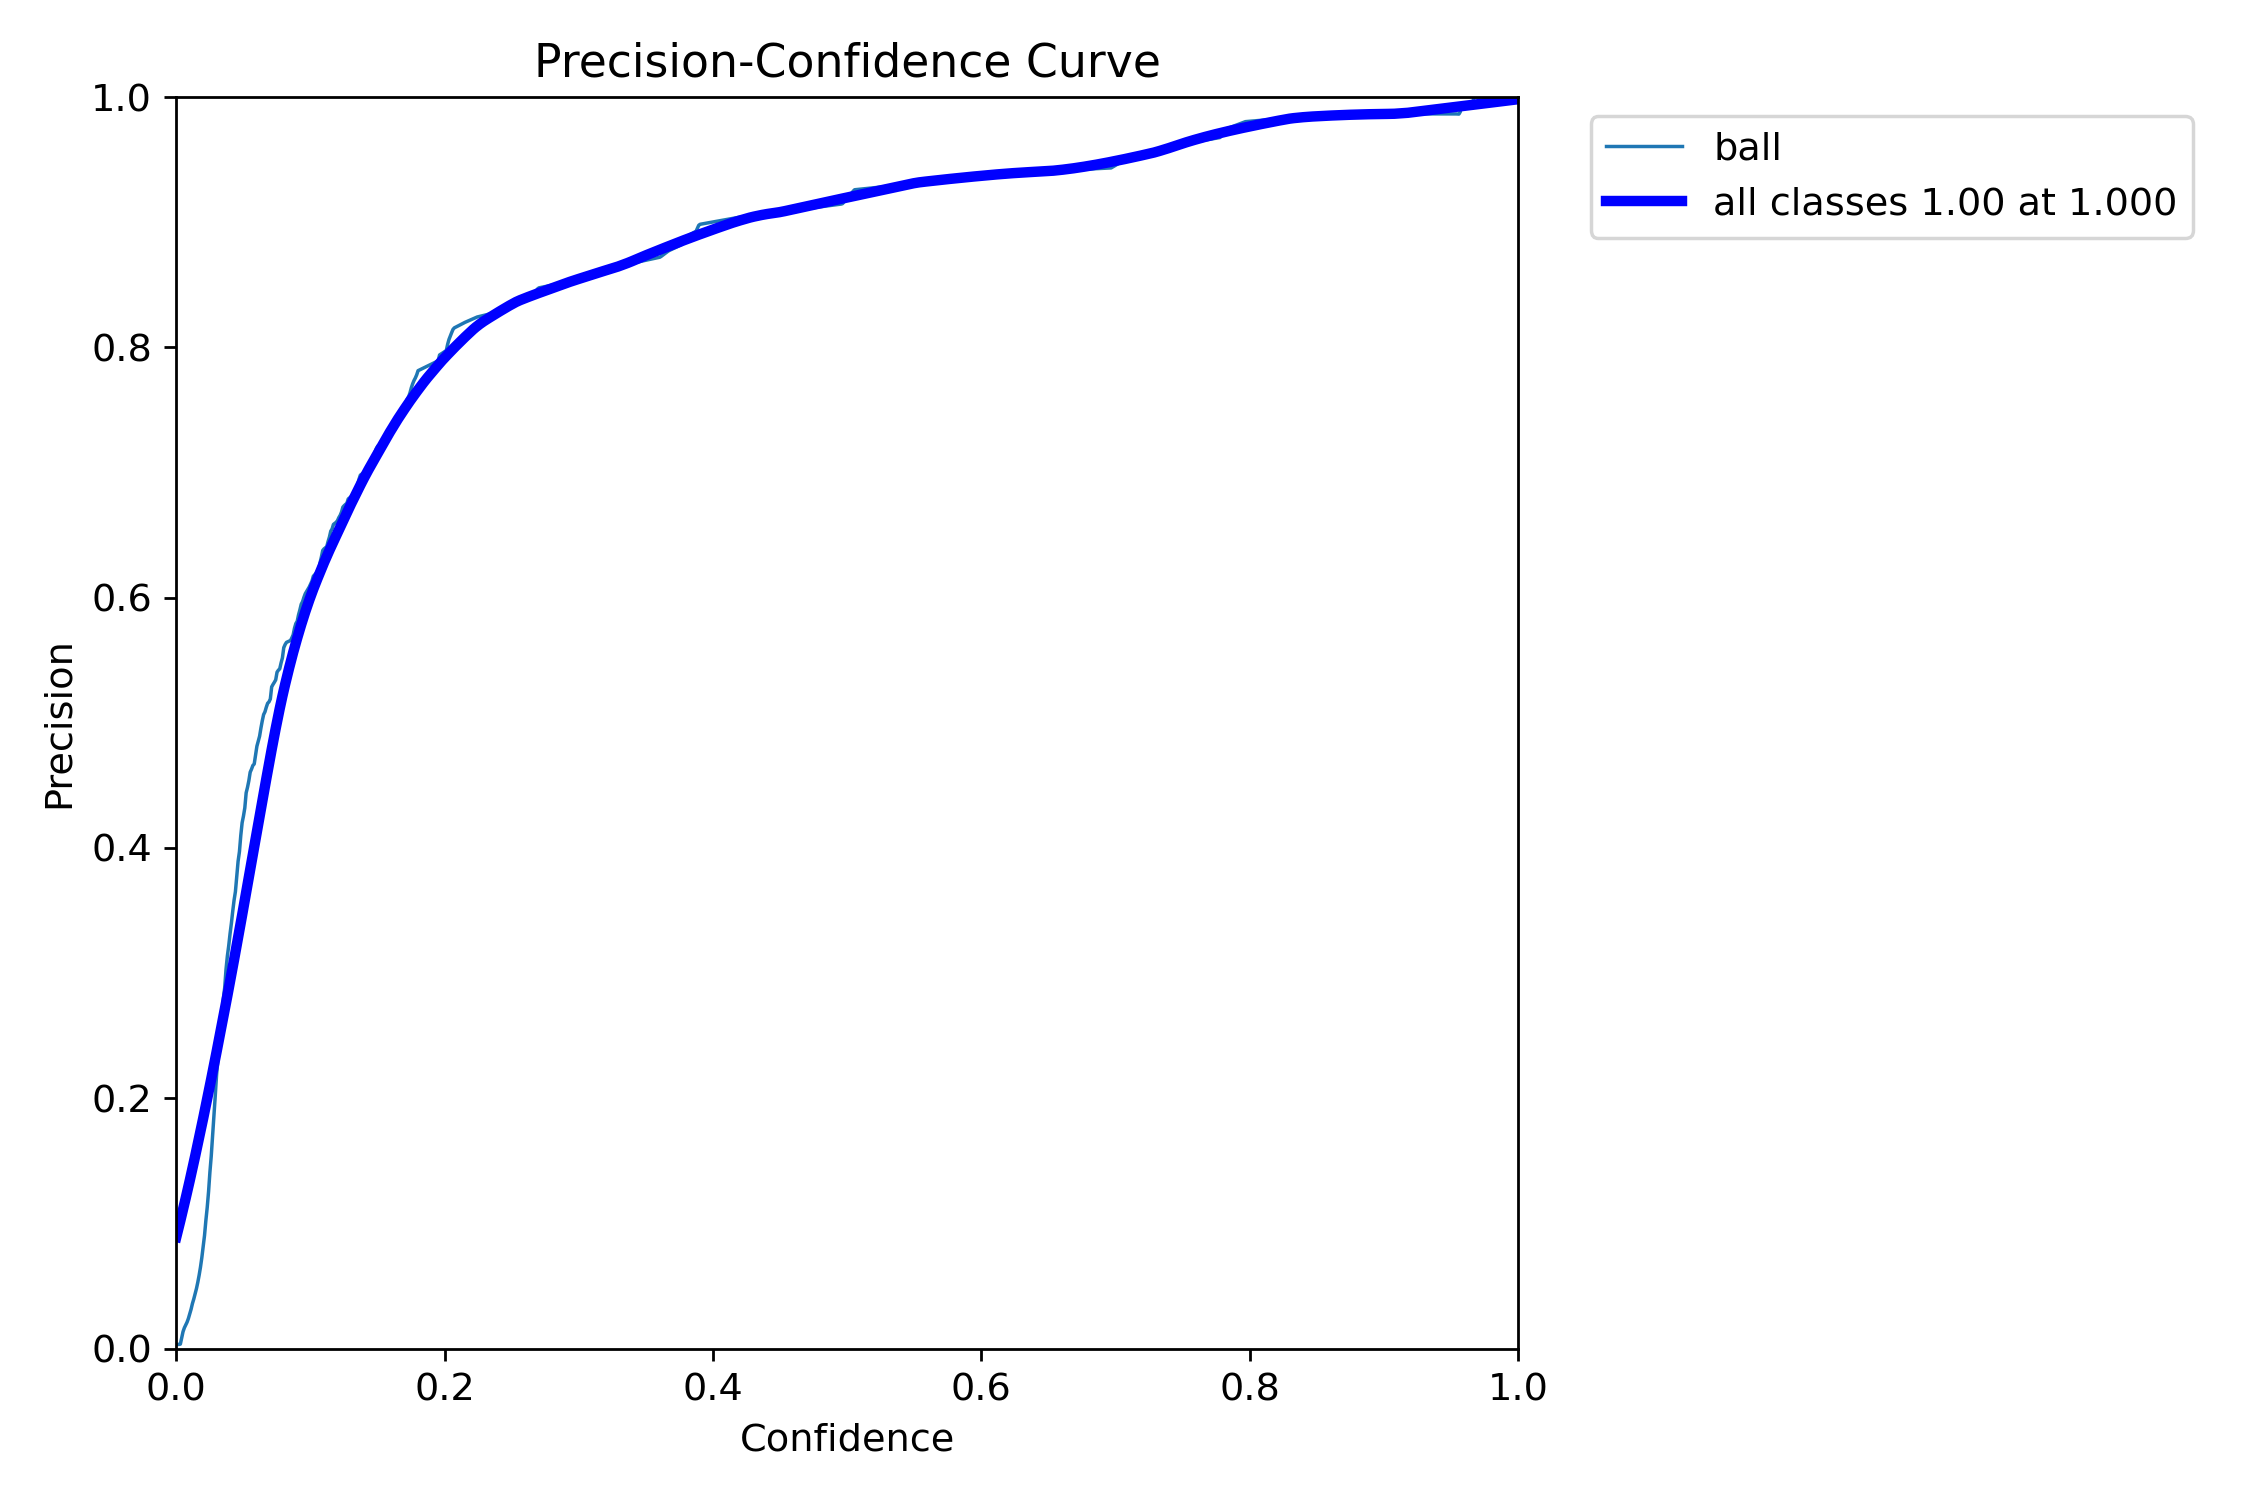 Precision-Confidence Curve
1.0
0.8
0.6
0.4
0.2
0.0
Precision
0.0 0.2 0.4 0.6 0.8 1.0
Confidence
ball
all classes 1.00 at 1.000